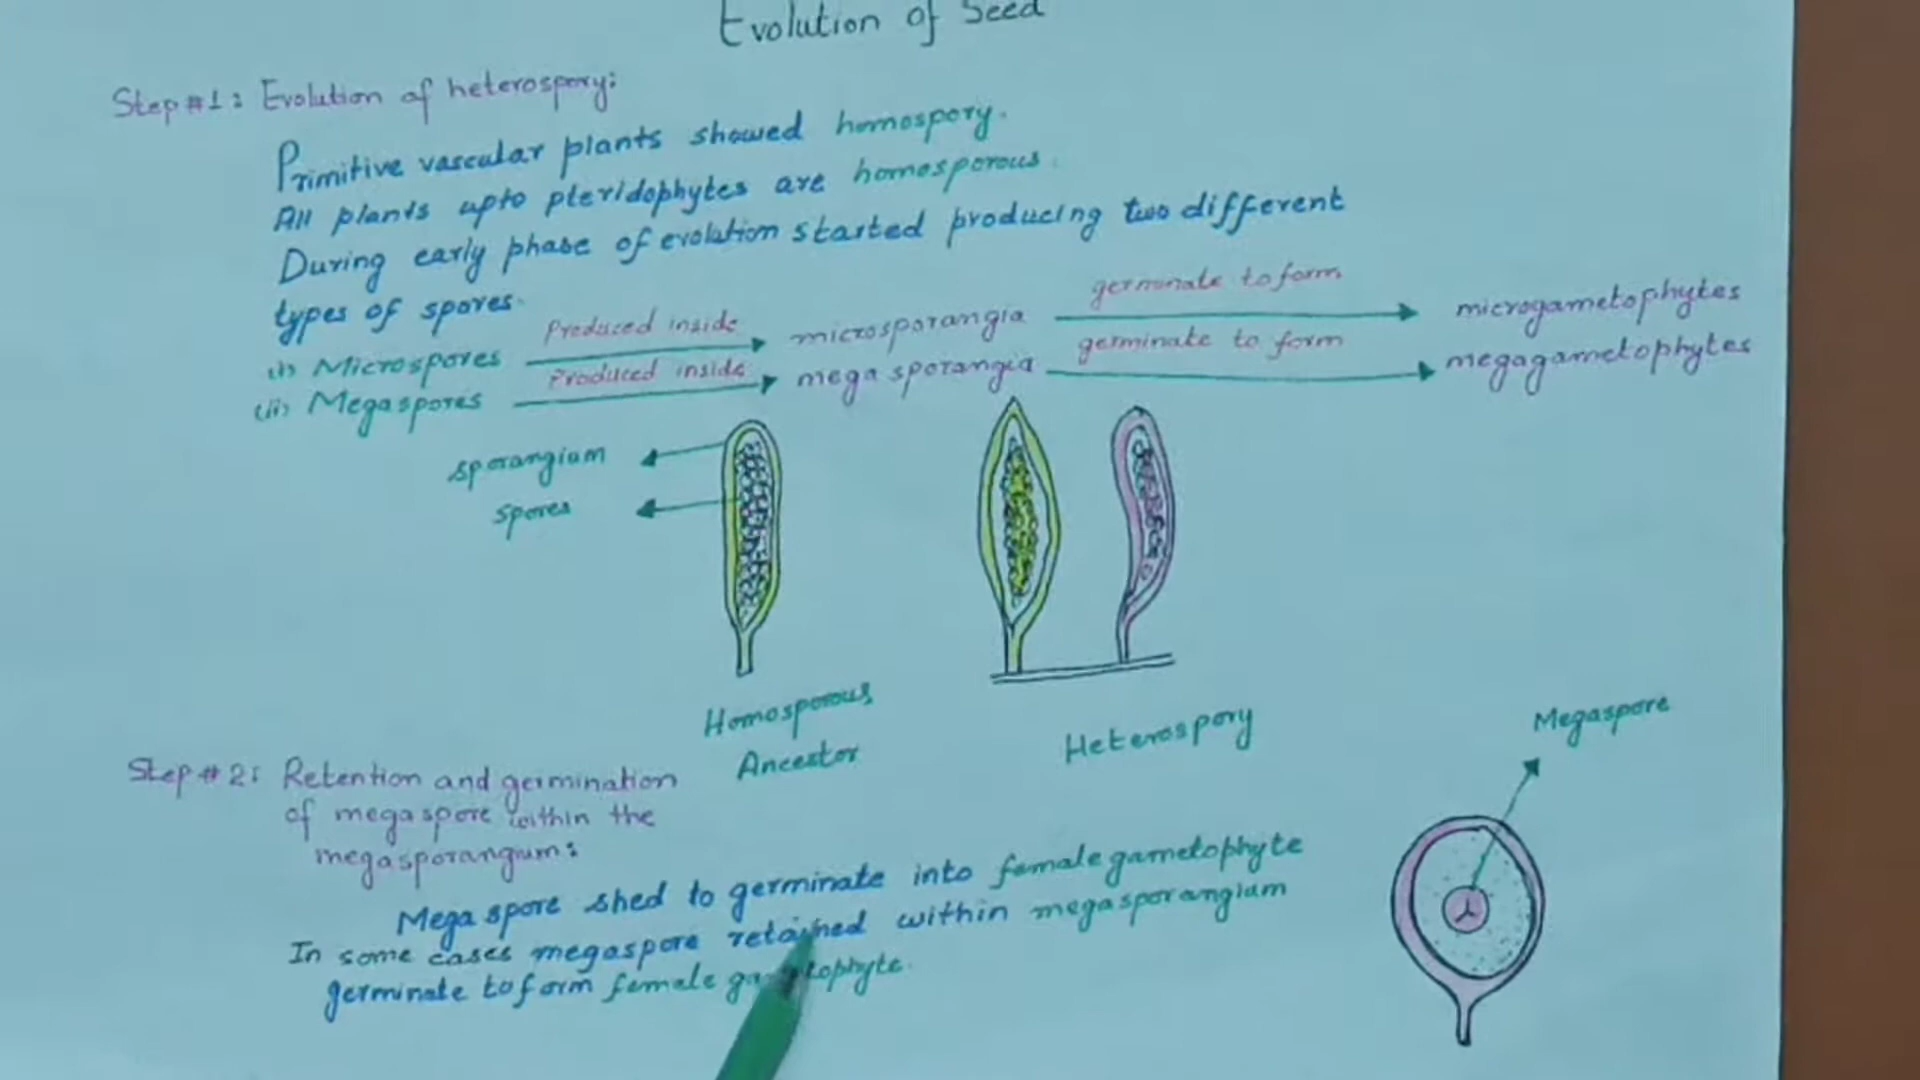 Evolution of Seed
Step#1: Evolution of heterospory:
Primitive vascular plants showed homospory.
All plants upto pteridophytes are homosporous.
During early phase of evolution started producing two different
types of spores.
(i) Microspores Produced inside microsporangia germinate to form microgametophytes
(ii) Megaspores Produced inside mega sporangia germinate to form megagametophytes
sporangium
spores
Homosporous
Ancestor
Heterospory
Megaspore
Step#2: Retention and germination
of megaspore within the
megasporangium:
Mega spore shed to germinate into female gametophyte
In some cases megaspore retained within megasporangium
germinate to form female gametophyte.